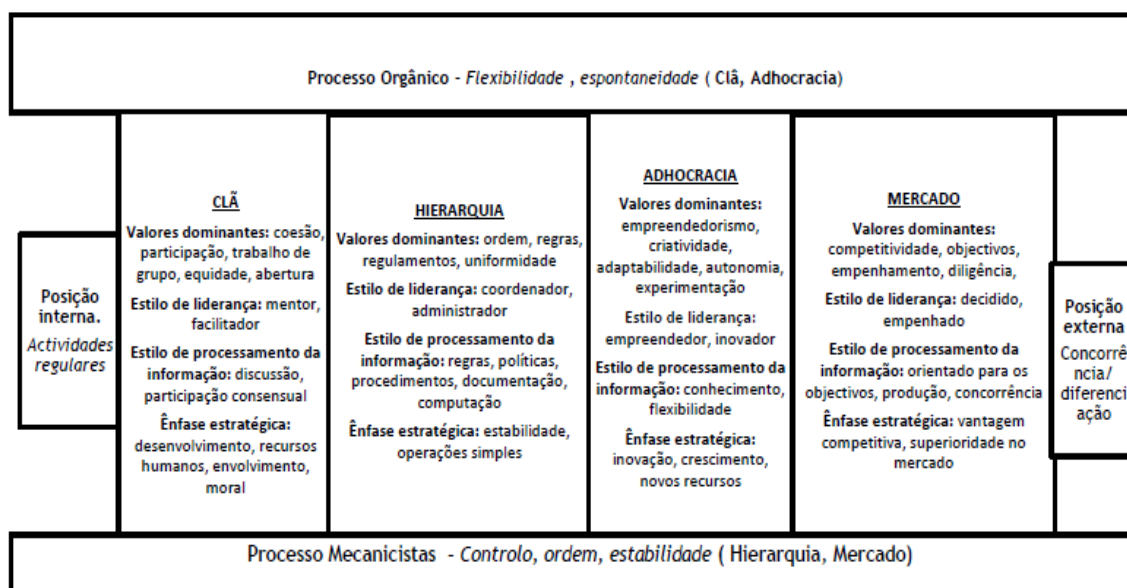 Processo Orgânico - Flexibilidade , espontaneidade ( Clâ, Adhocracia)
Posição
interna.
Actividades
regulares
CLÃ
Valores dominantes: coesão,
participação, trabalho de
grupo, equidade, abertura
Estilo de liderança: mentor,
facilitador
Estilo de processamento da
informação: discussão,
participação consensual
Ênfase estratégica:
desenvolvimento, recursos
humanos, envolvimento,
moral
HIERARQUIA
Valores dominantes: ordem, regras,
regulamentos, uniformidade
Estilo de liderança: coordenador,
administrador
Estilo de processamento da
informação: regras, políticas,
procedimentos, documentação,
computação
Ênfase estratégica: estabilidade,
operações simples
ADHOCRACIA
Valores dominantes:
empreendedorismo,
criatividade,
adaptabilidade, autonomia,
experimentação
Estilo de liderança:
empreendedor, inovador
Estilo de processamento da
informação: conhecimento,
flexibilidade
Ênfase estratégica:
inovação, crescimento,
novos recursos
MERCADO
Valores dominantes:
competitividade, objectivos,
empenhamento, diligência,
Estilo de liderança: decidido,
empenhado
Estilo de processamento da
informação: orientado para os
objectivos, produção, concorrência
Ênfase estratégica: vantagem
competitiva, superioridade no
mercado
Posição
externa
Concorrê
ncia/
diferenci
ação
Processo Mecanicistas - Controlo, ordem, estabilidade ( Hierarquia, Mercado)